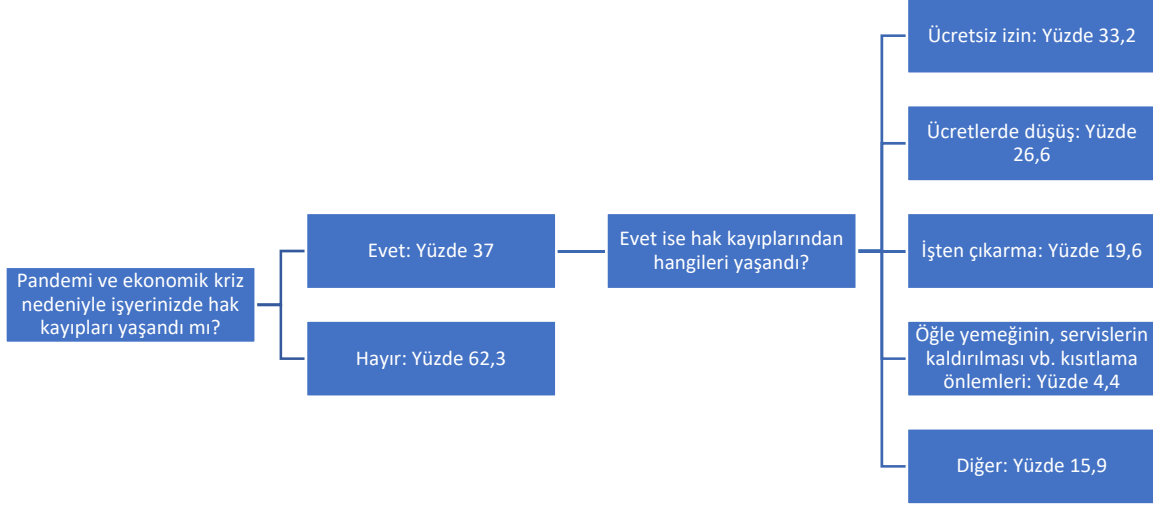 Pandemi ve ekonomik kriz
nedeniyle işyerinizde hak
kayıpları yaşandı mı?
Evet: Yüzde 37
Hayır: Yüzde 62,3
Evet ise hak kayıplarından
hangileri yaşandı?
Ücretsiz izin: Yüzde 33,2
Ücretlerde düşüş: Yüzde
26,6
İşten çıkarma: Yüzde 19,6
Öğle yemeğinin, servislerin
kaldırılması vb. kısıtlama
önlemleri: Yüzde 4,4
Diğer: Yüzde 15,9